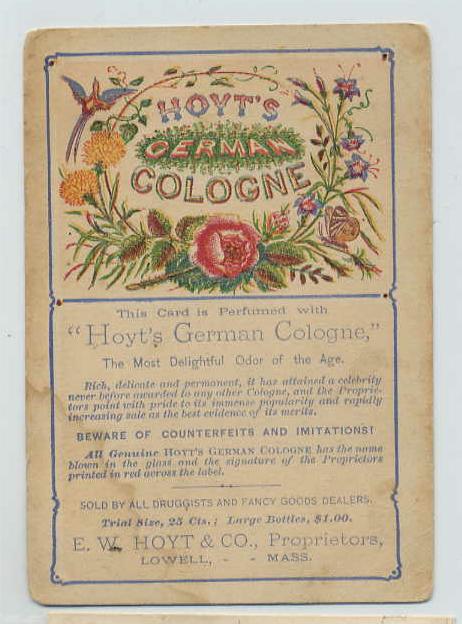 HOYT'S
GERMAN
COLOGNE
This Card is Perfumed with
"Hoyt's German Cologne,"
The Most Delightful Odor of the Age.
Rich, delicate and permanent, it has attained a celebrity
never before awarded to any other Cologne, and the Proprie-
tors point with pride to its immense popularity and rapidly
increasing sale as the best evidence of its merits.
BEWARE OF COUNTERFEITS AND IMITATIONS!
All Genuine HOYT'S GERMAN COLOGNE has the name
blown in the glass and the signature of the Proprietors
printed in red across the label.
SOLD BY ALL DRUGGISTS AND FANCY GOODS DEALERS.
Trial Size, 25 Cts.; Large Bottles, $1.00.
E. W. HOYT & CO., Proprietors,
LOWELL, - - MASS.